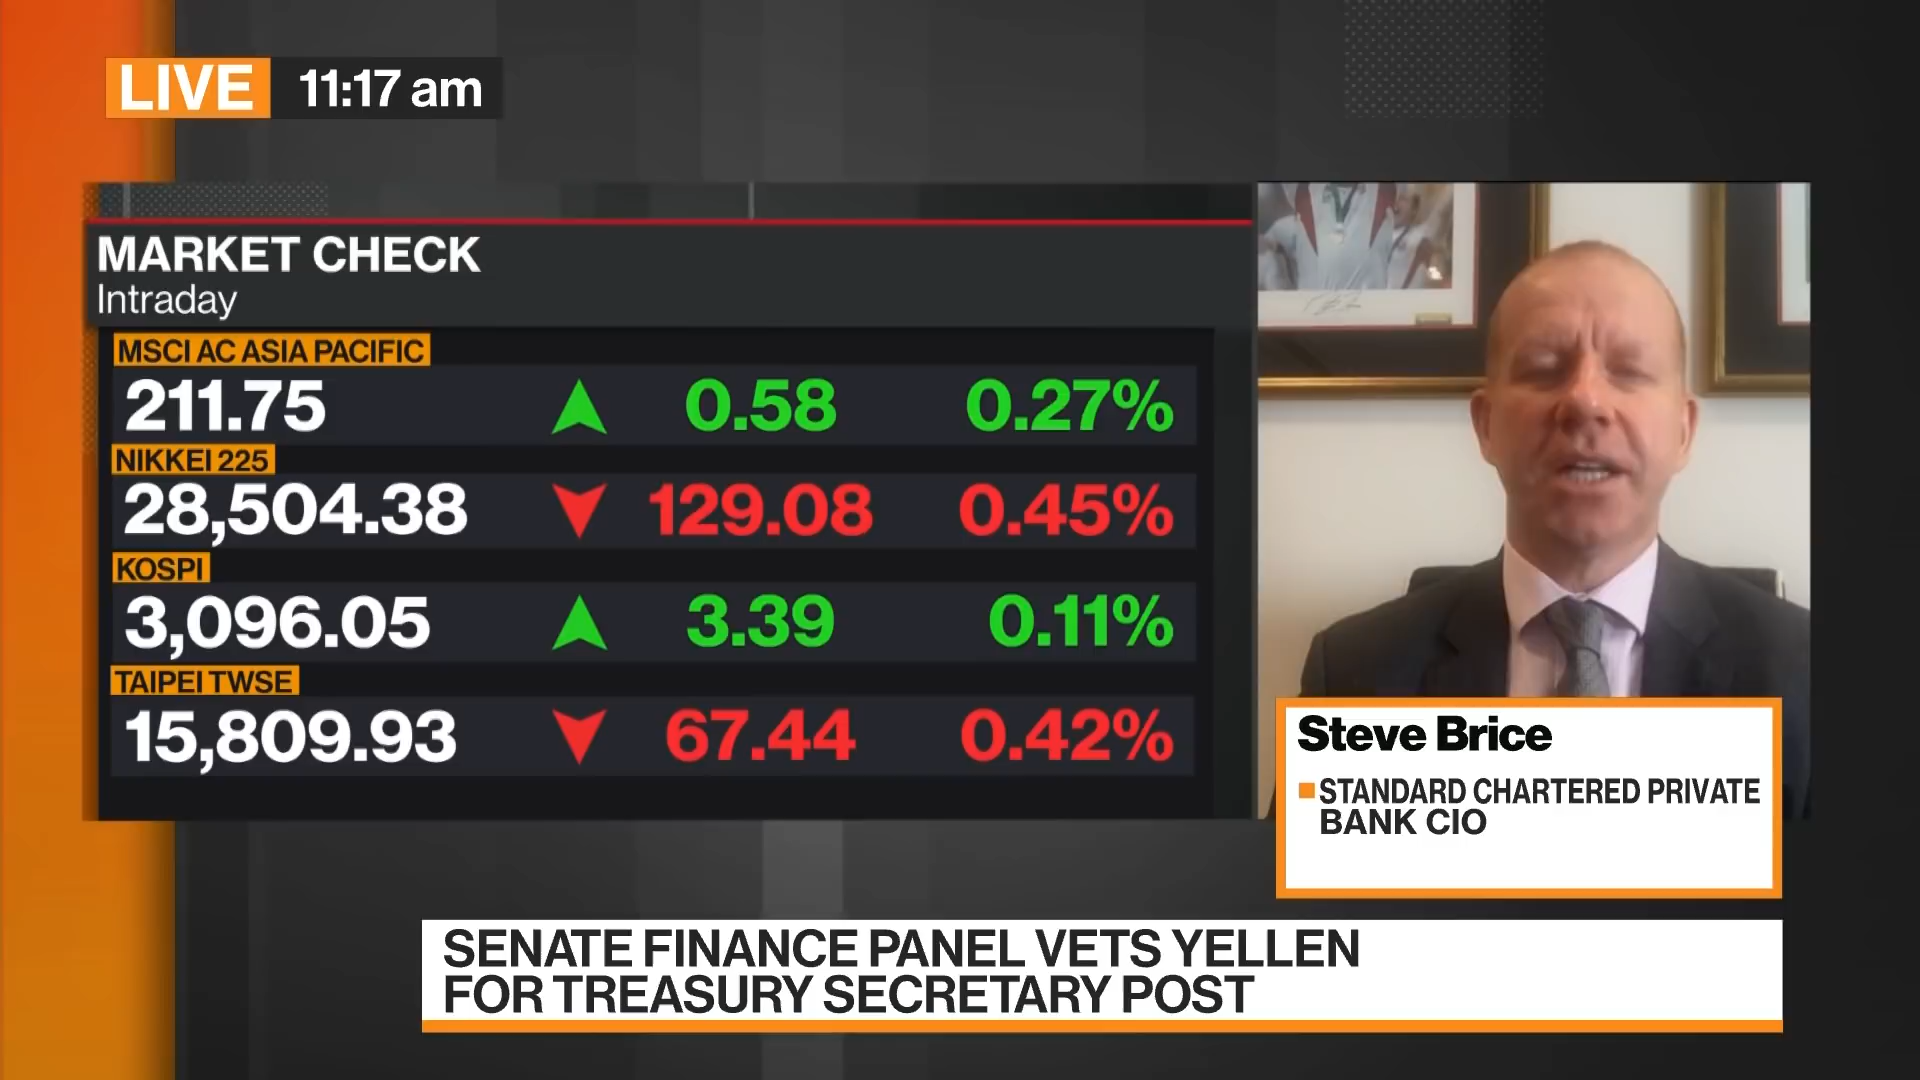 LIVE 11:17 am
MARKET CHECK
Intraday
MSCI AC ASIA PACIFIC
211.75 ▲ 0.58 0.27%
NIKKEI 225
28,504.38 ▼ 129.08 0.45%
KOSPI
3,096.05 ▲ 3.39 0.11%
TAIPEI TWSE
15,809.93 ▼ 67.44 0.42%
Steve Brice
STANDARD CHARTERED PRIVATE
BANK CIO
SENATE FINANCE PANEL VETS YELLEN
FOR TREASURY SECRETARY POST